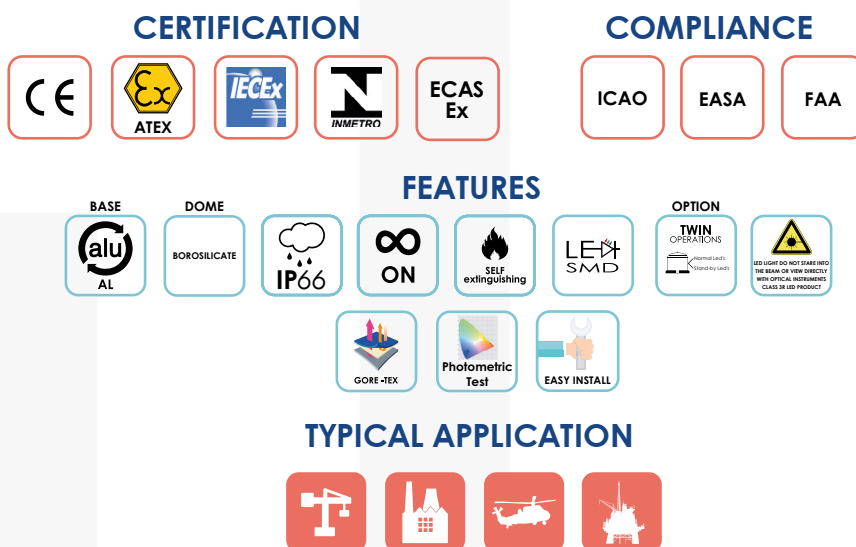 CERTIFICATION
COMPLIANCE
CE
Ex
ATEX
IECEx
INMETRO
ECAS
Ex
ICAO
EASA
FAA
FEATURES
BASE
alu
AL
DOME
BOROSILICATE
IP66
ON
SELF
extinguishing
LED
SMD
OPTION
TWIN
OPERATIONS
Normal Led's
Stand-by Led's
LED LIGHT DO NOT STARE INTO
THE BEAM OR VIEW DIRECTLY
WITH OPTICAL INSTRUMENTS
CLASS 3R LED PRODUCT
GORE -TEX
Photometric
Test
EASY INSTALL
TYPICAL APPLICATION